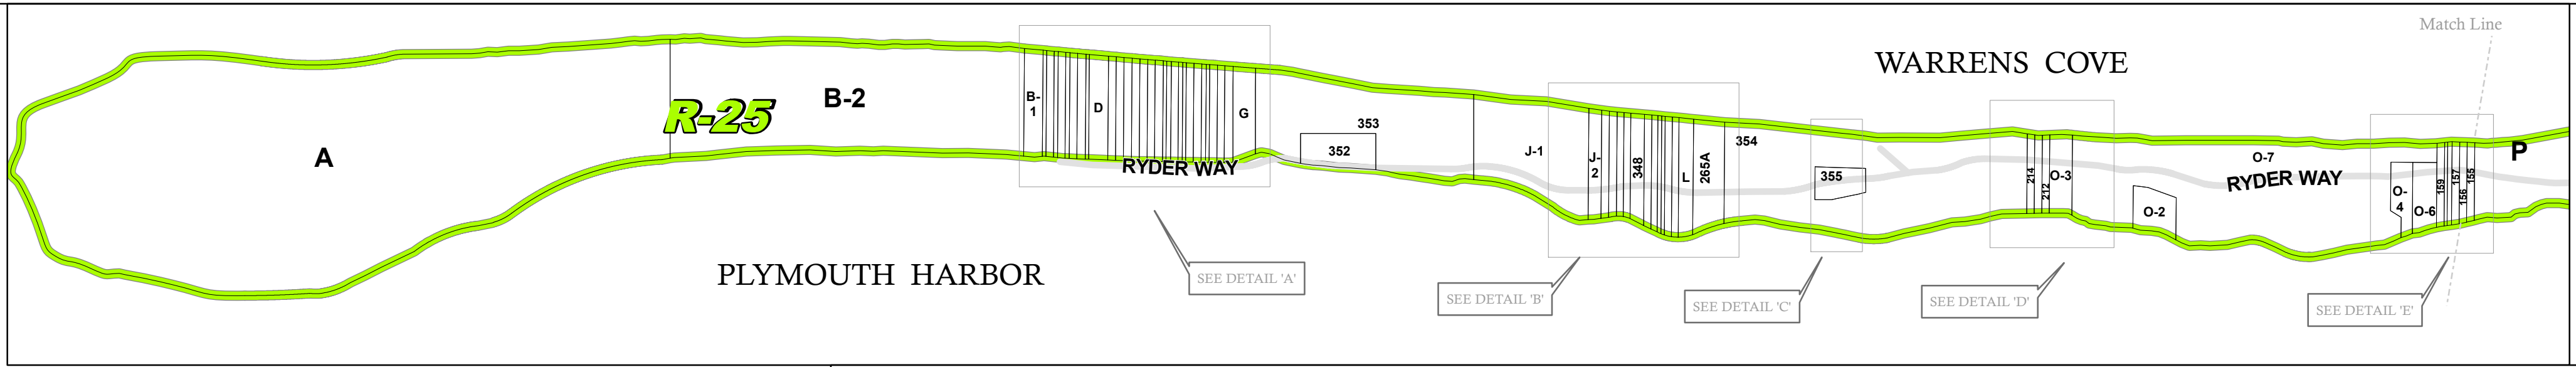 Match Line
WARRENS COVE
A
R-25
B-2
B-
1
D
G
353
352
RYDER WAY
J-1
J-
2
348
L
265A
354
355
214
212
O-3
O-7
RYDER WAY
O-2
O-
4
O-6
159
157
156
155
P
PLYMOUTH HARBOR
SEE DETAIL 'A'
SEE DETAIL 'B'
SEE DETAIL 'C'
SEE DETAIL 'D'
SEE DETAIL 'E'